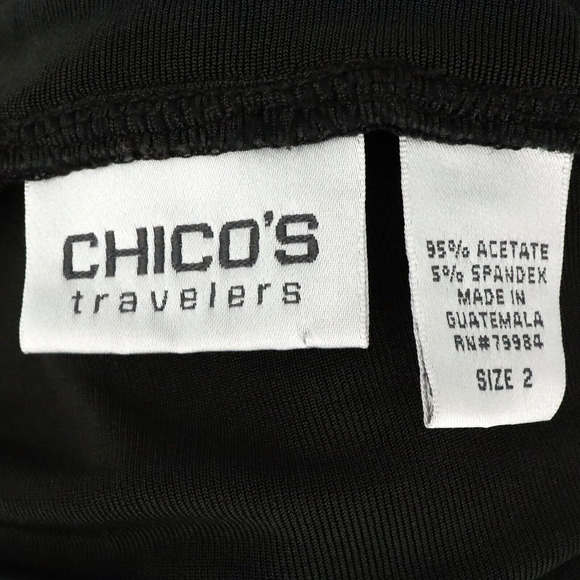 CHICO'S
travelers
95% ACETATE
5% SPANDEX
MADE IN
GUATEMALA
RN#79984
SIZE 2